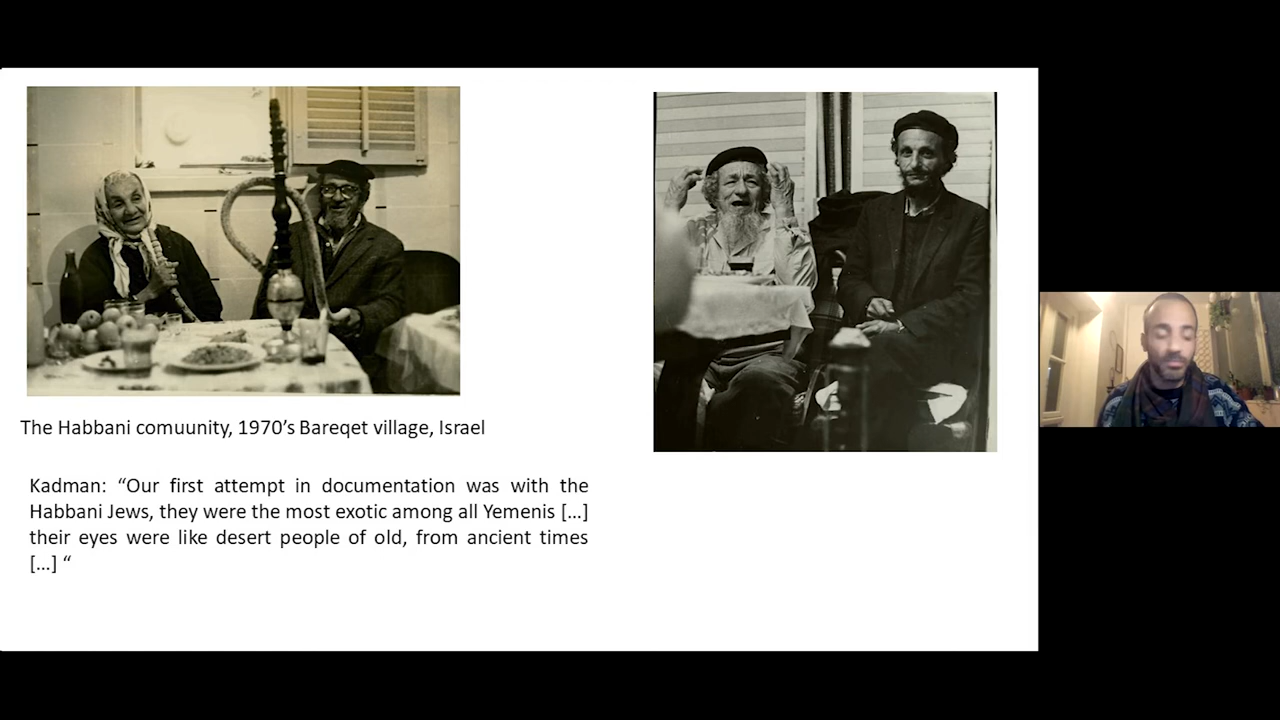 The Habbani comuunity, 1970’s Bareqet village, Israel
Kadman: “Our first attempt in documentation was with the
Habbani Jews, they were the most exotic among all Yemenis [...]
their eyes were like desert people of old, from ancient times
[...] “